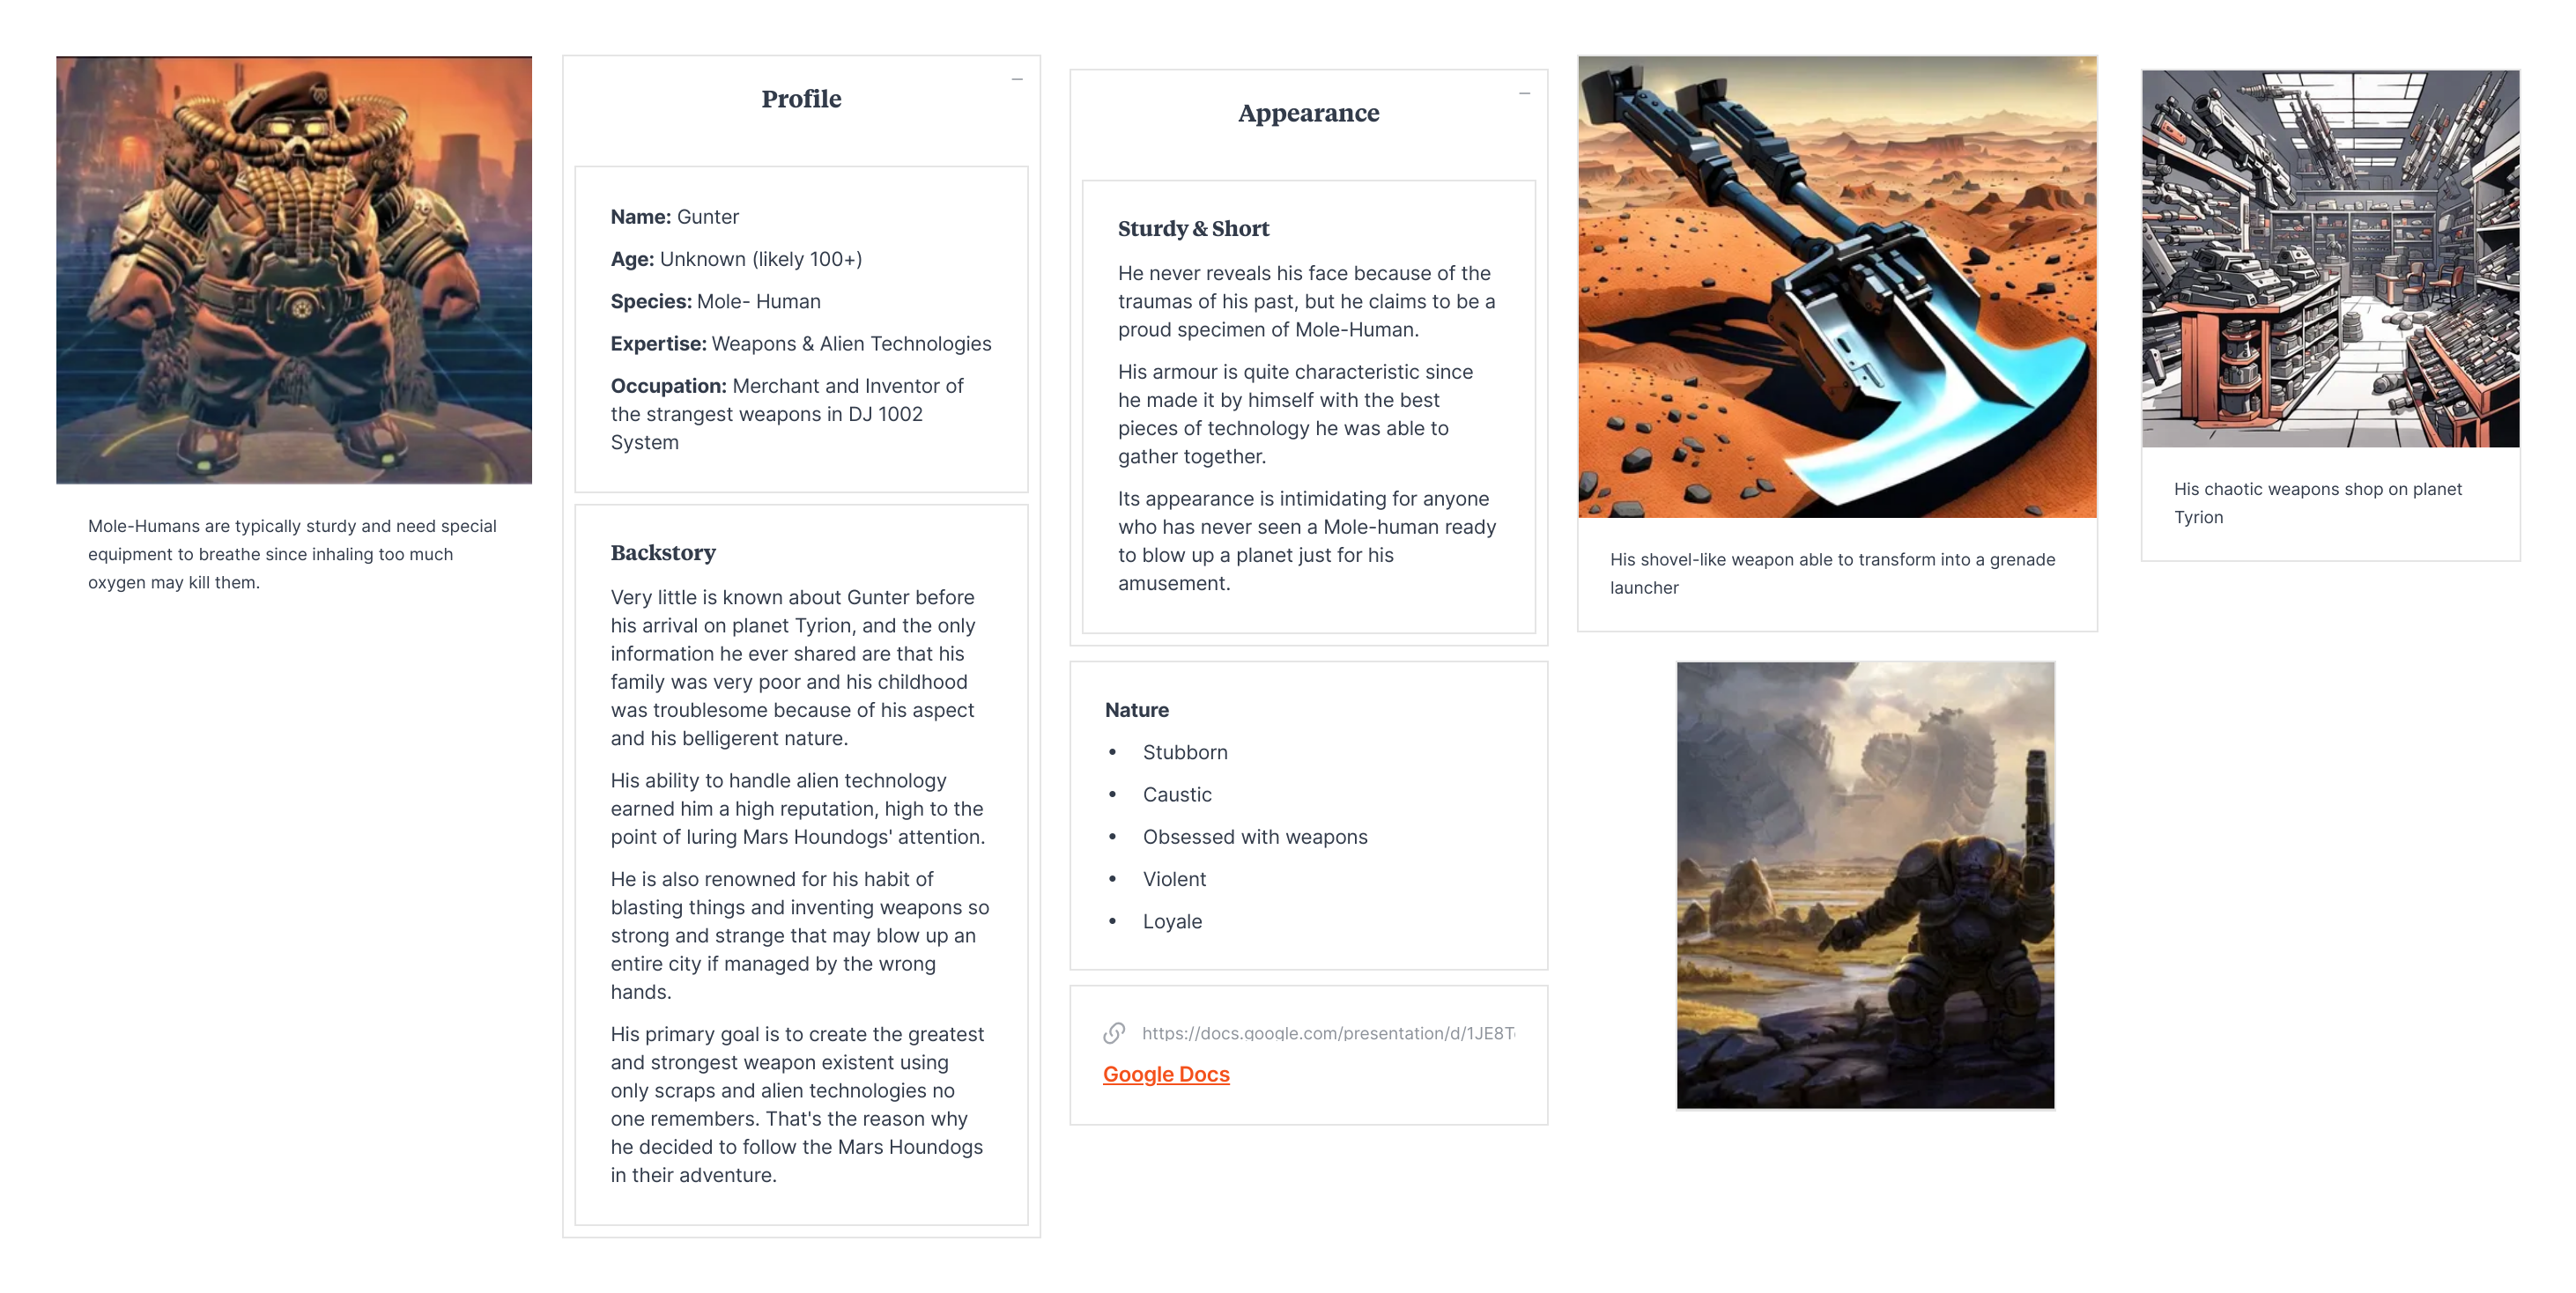 Mole-Humans are typically sturdy and need special
equipment to breathe since inhaling too much
oxygen may kill them.
Profile
Name: Gunter
Age: Unknown (likely 100+)
Species: Mole- Human
Expertise: Weapons & Alien Technologies
Occupation: Merchant and Inventor of
the strangest weapons in DJ 1002
System
Backstory
Very little is known about Gunter before
his arrival on planet Tyrion, and the only
information he ever shared are that his
family was very poor and his childhood
was troublesome because of his aspect
and his belligerent nature.
His ability to handle alien technology
earned him a high reputation, high to the
point of luring Mars Houndogs' attention.
He is also renowned for his habit of
blasting things and inventing weapons so
strong and strange that may blow up an
entire city if managed by the wrong
hands.
His primary goal is to create the greatest
and strongest weapon existent using
only scraps and alien technologies no
one remembers. That's the reason why
he decided to follow the Mars Houndogs
in their adventure.
Appearance
Sturdy & Short
He never reveals his face because of the
traumas of his past, but he claims to be a
proud specimen of Mole-Human.
His armour is quite characteristic since
he made it by himself with the best
pieces of technology he was able to
gather together.
Its appearance is intimidating for anyone
who has never seen a Mole-human ready
to blow up a planet just for his
amusement.
Nature
• Stubborn
• Caustic
• Obsessed with weapons
• Violent
• Loyale
https://docs.google.com/presentation/d/1JE8T
Google Docs
His shovel-like weapon able to transform into a grenade
launcher
His chaotic weapons shop on planet
Tyrion